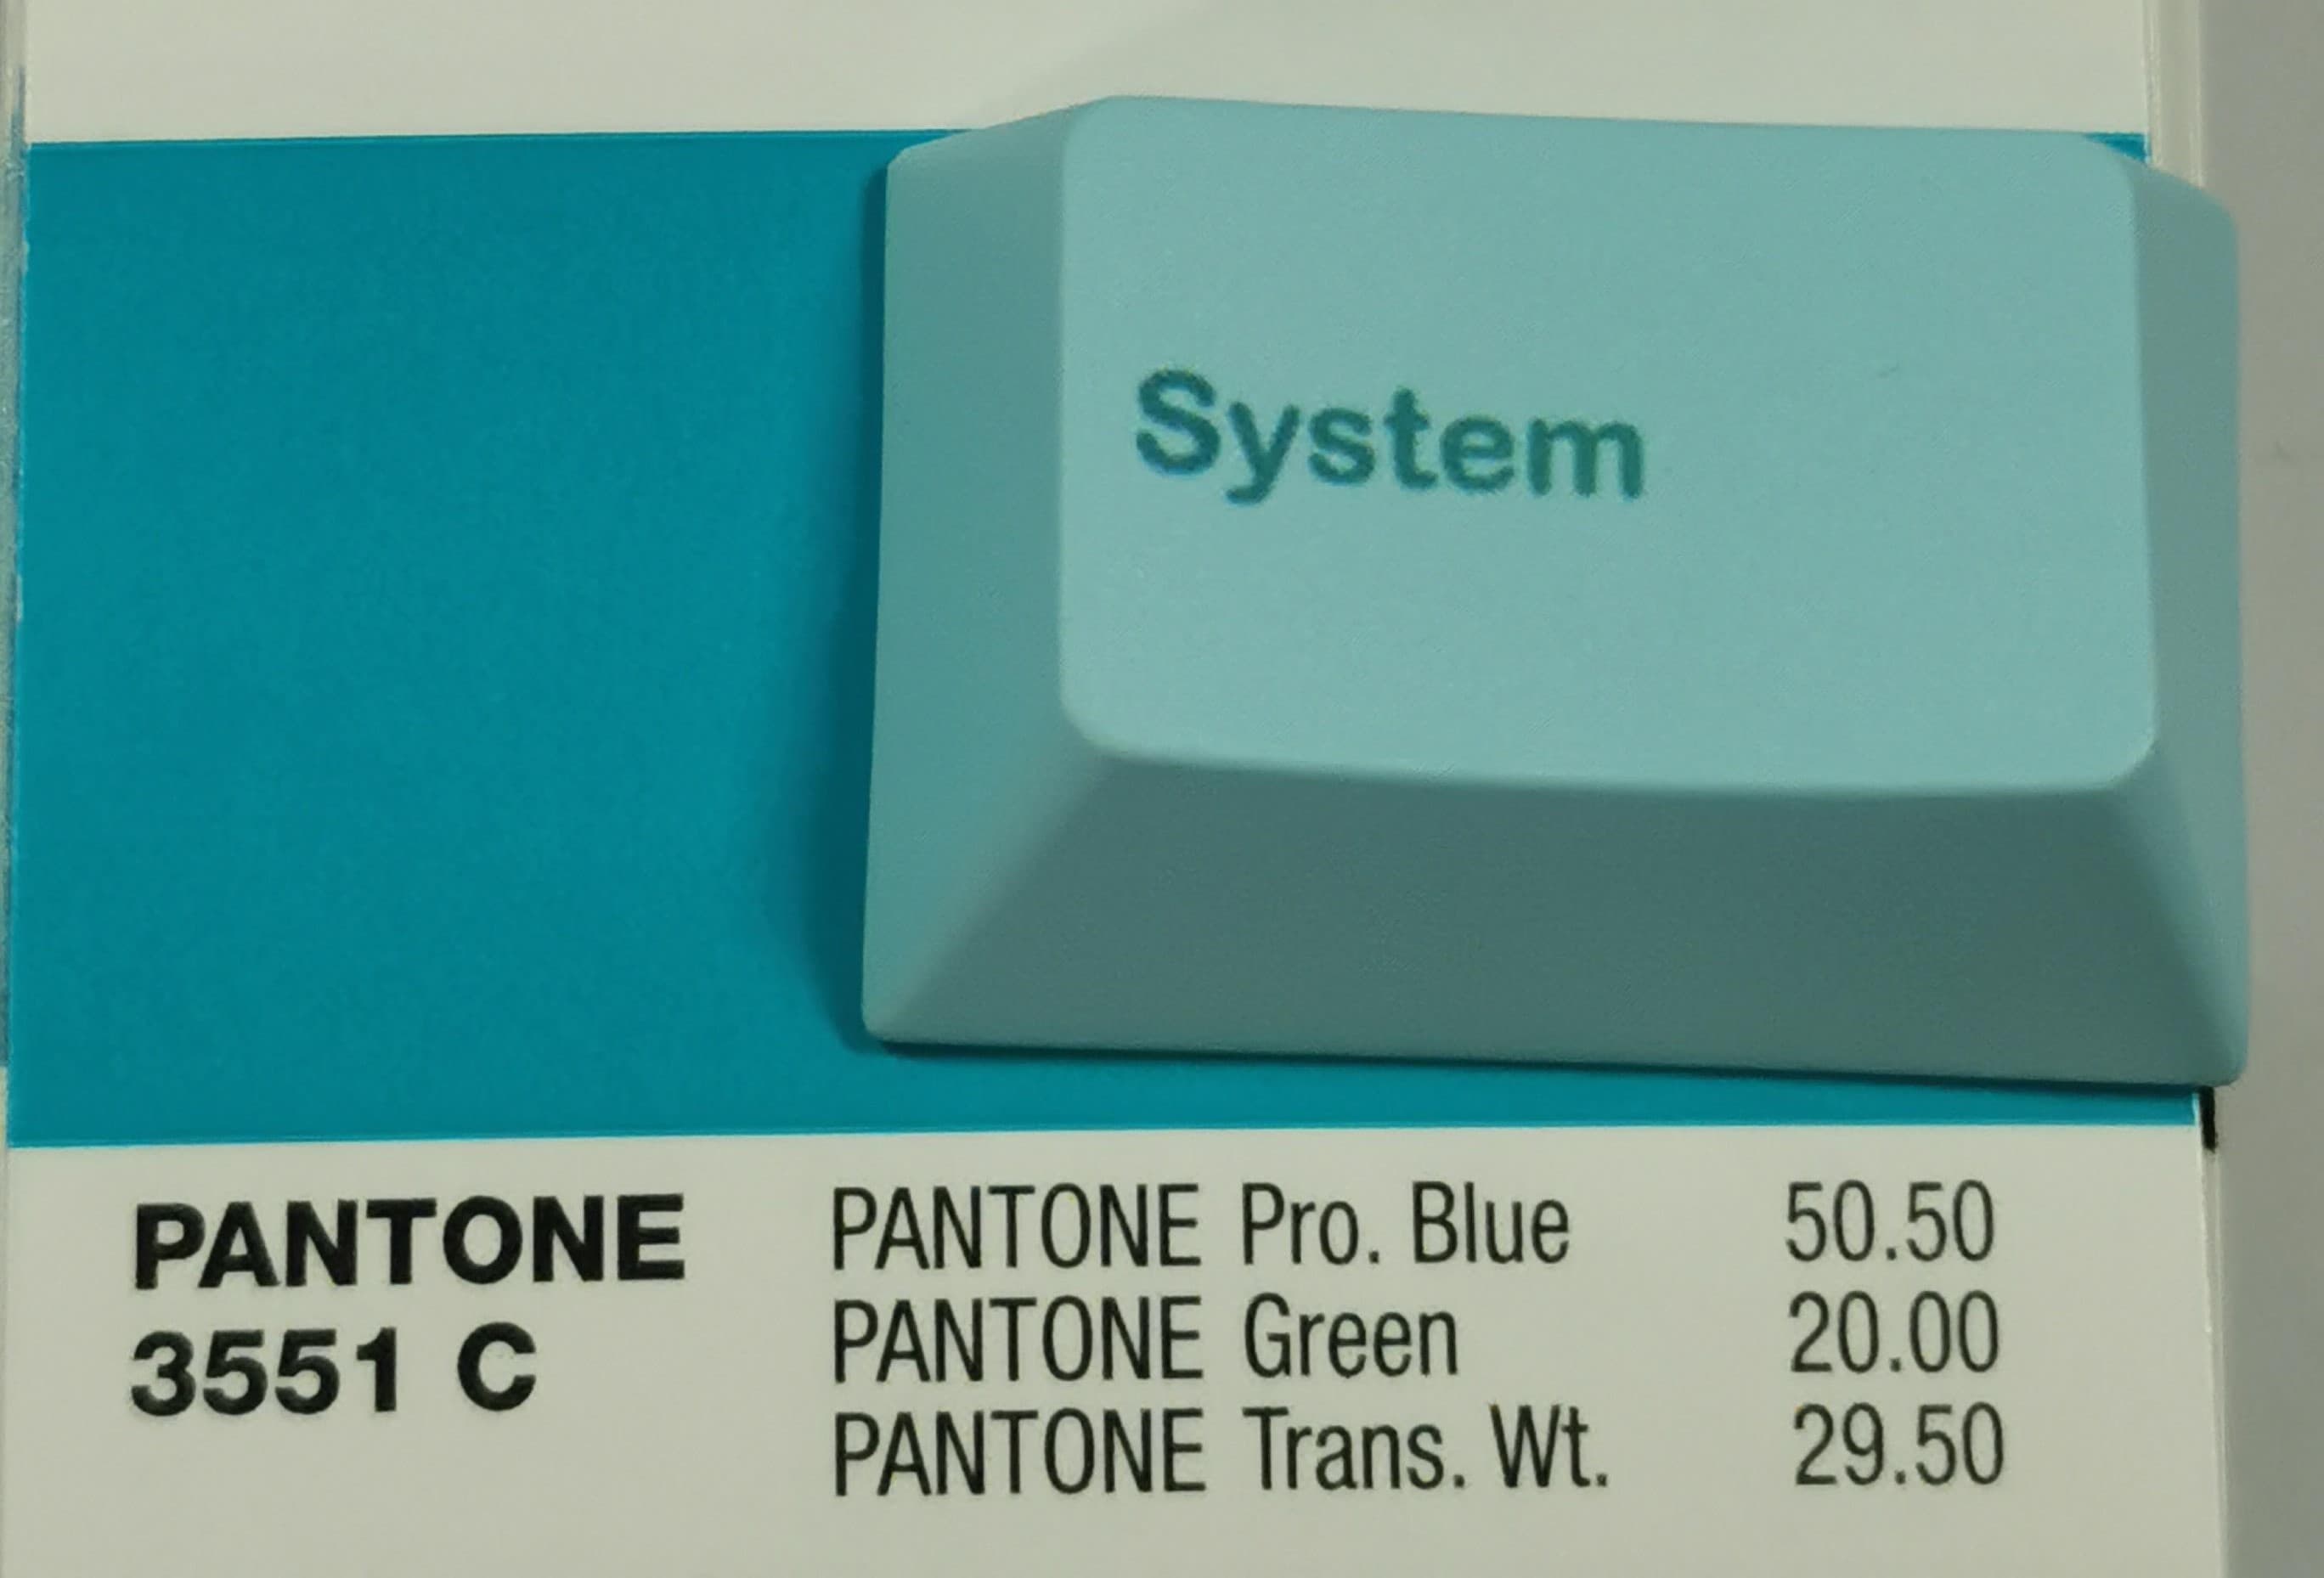 System
PANTONE
3551 C
PANTONE Pro. Blue 50.50
PANTONE Green 20.00
PANTONE Trans. Wt. 29.50